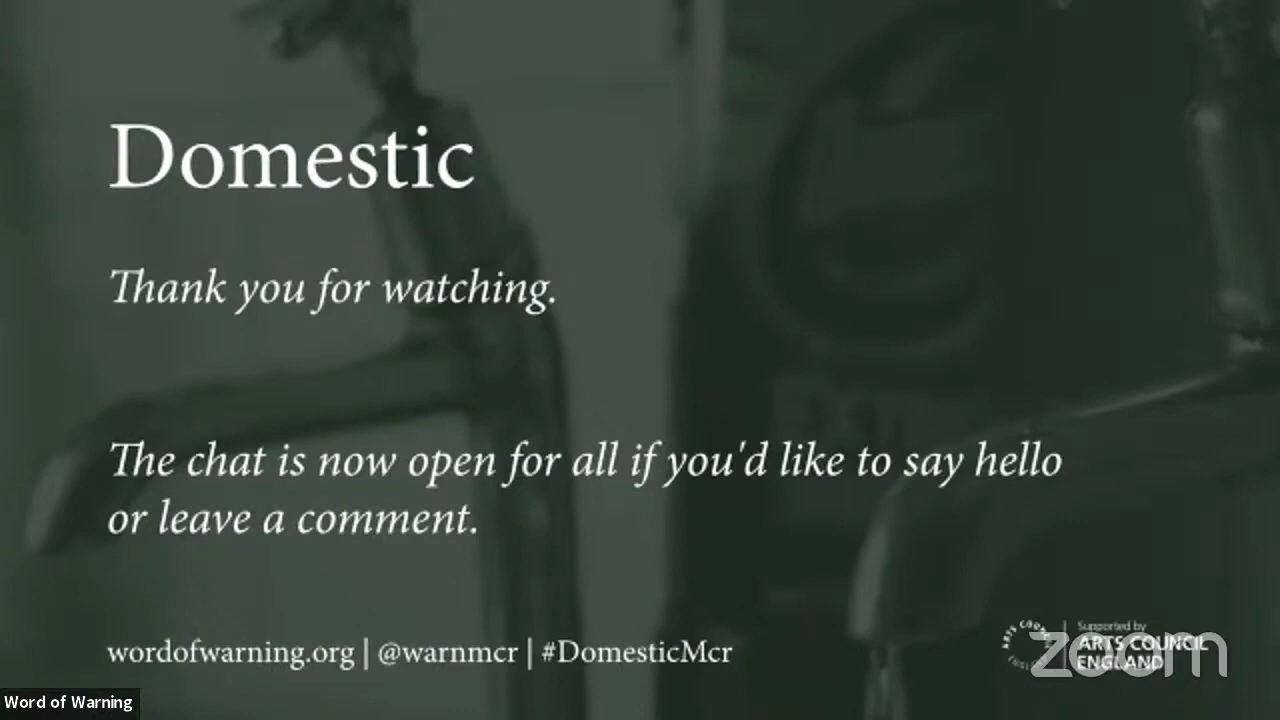 Domestic
Thank you for watching.
The chat is now open for all if you'd like to say hello
or leave a comment.
wordofwarning.org | @warnmcr | #DomesticMcr
Supported by
ARTS COUNCIL
ENGLAND
zoom
Word of Warning